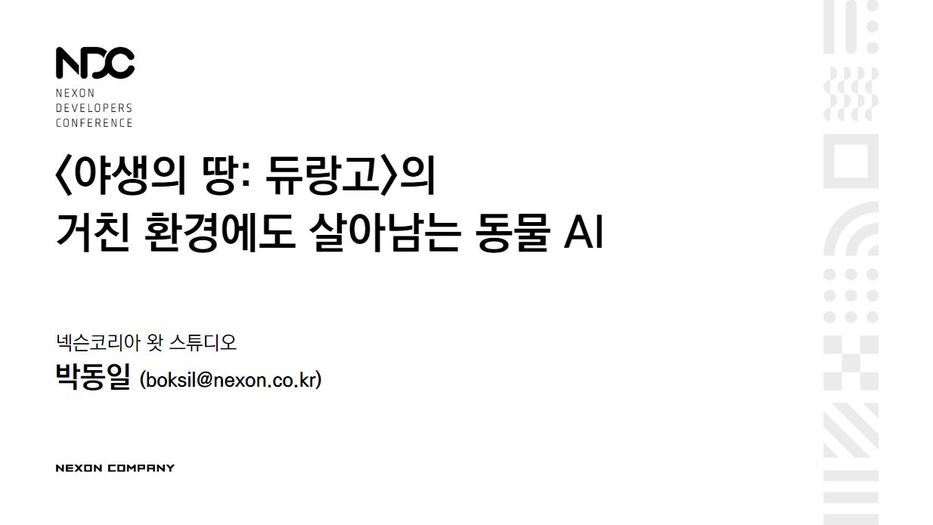 NDC
NEXON
DEVELOPERS
CONFERENCE
〈야생의 땅: 듀랑고〉의
거친 환경에도 살아남는 동물 AI
넥슨코리아 왓 스튜디오
박동일 (boksil@nexon.co.kr)
NEXON COMPANY